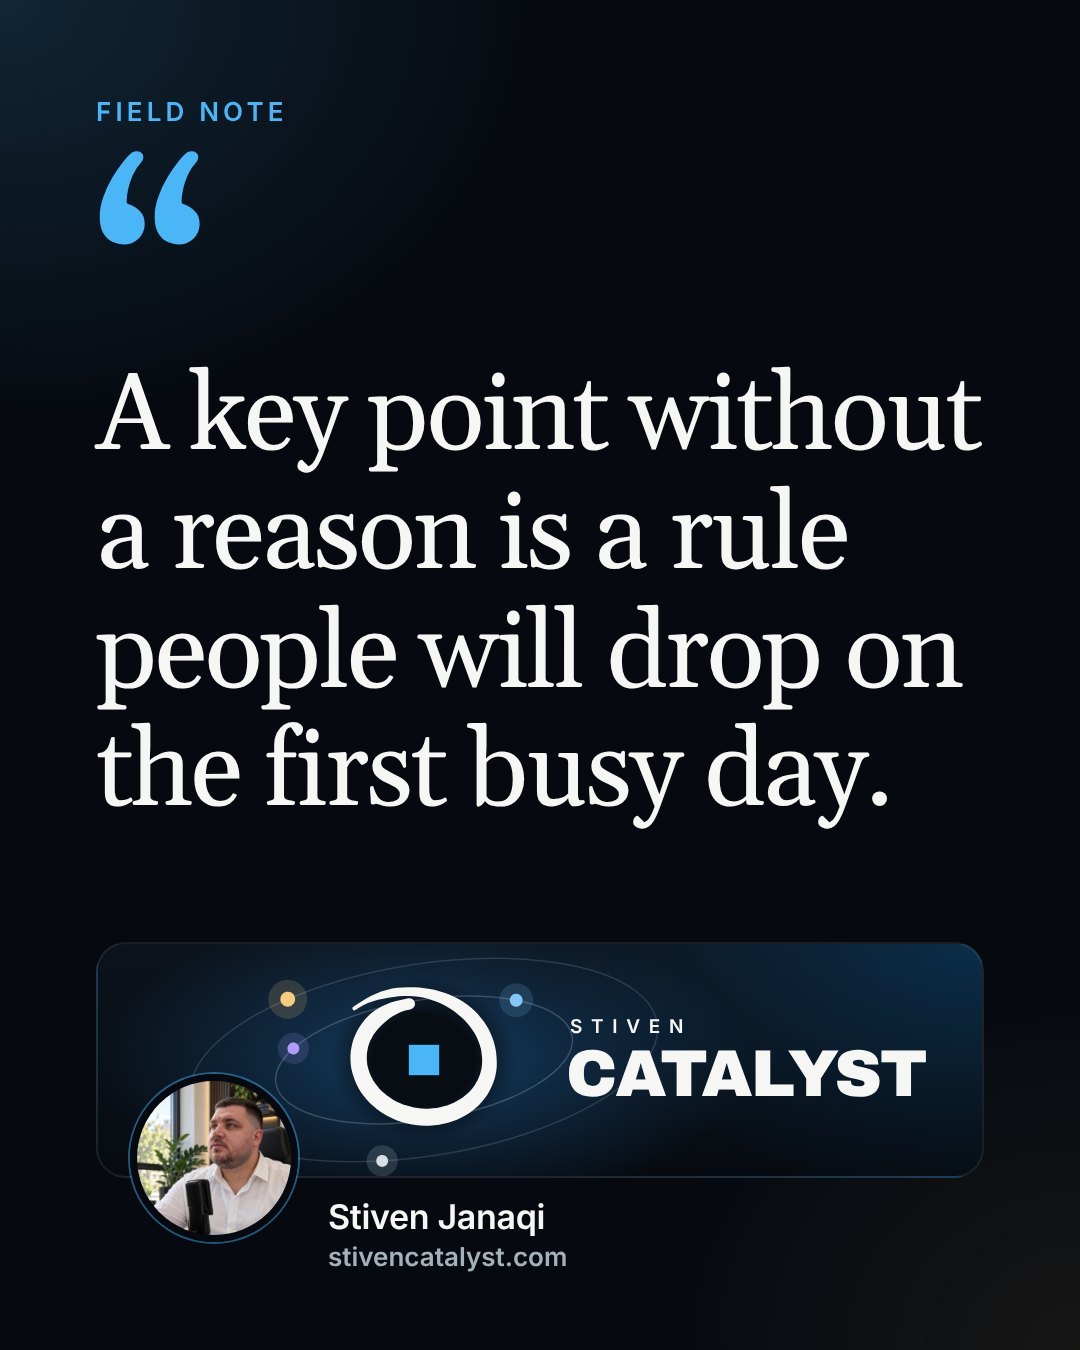 FIELD NOTE
“
A key point without
a reason is a rule
people will drop on
the first busy day.
STIVEN
CATALYST
Stiven Janaqi
stivencatalyst.com